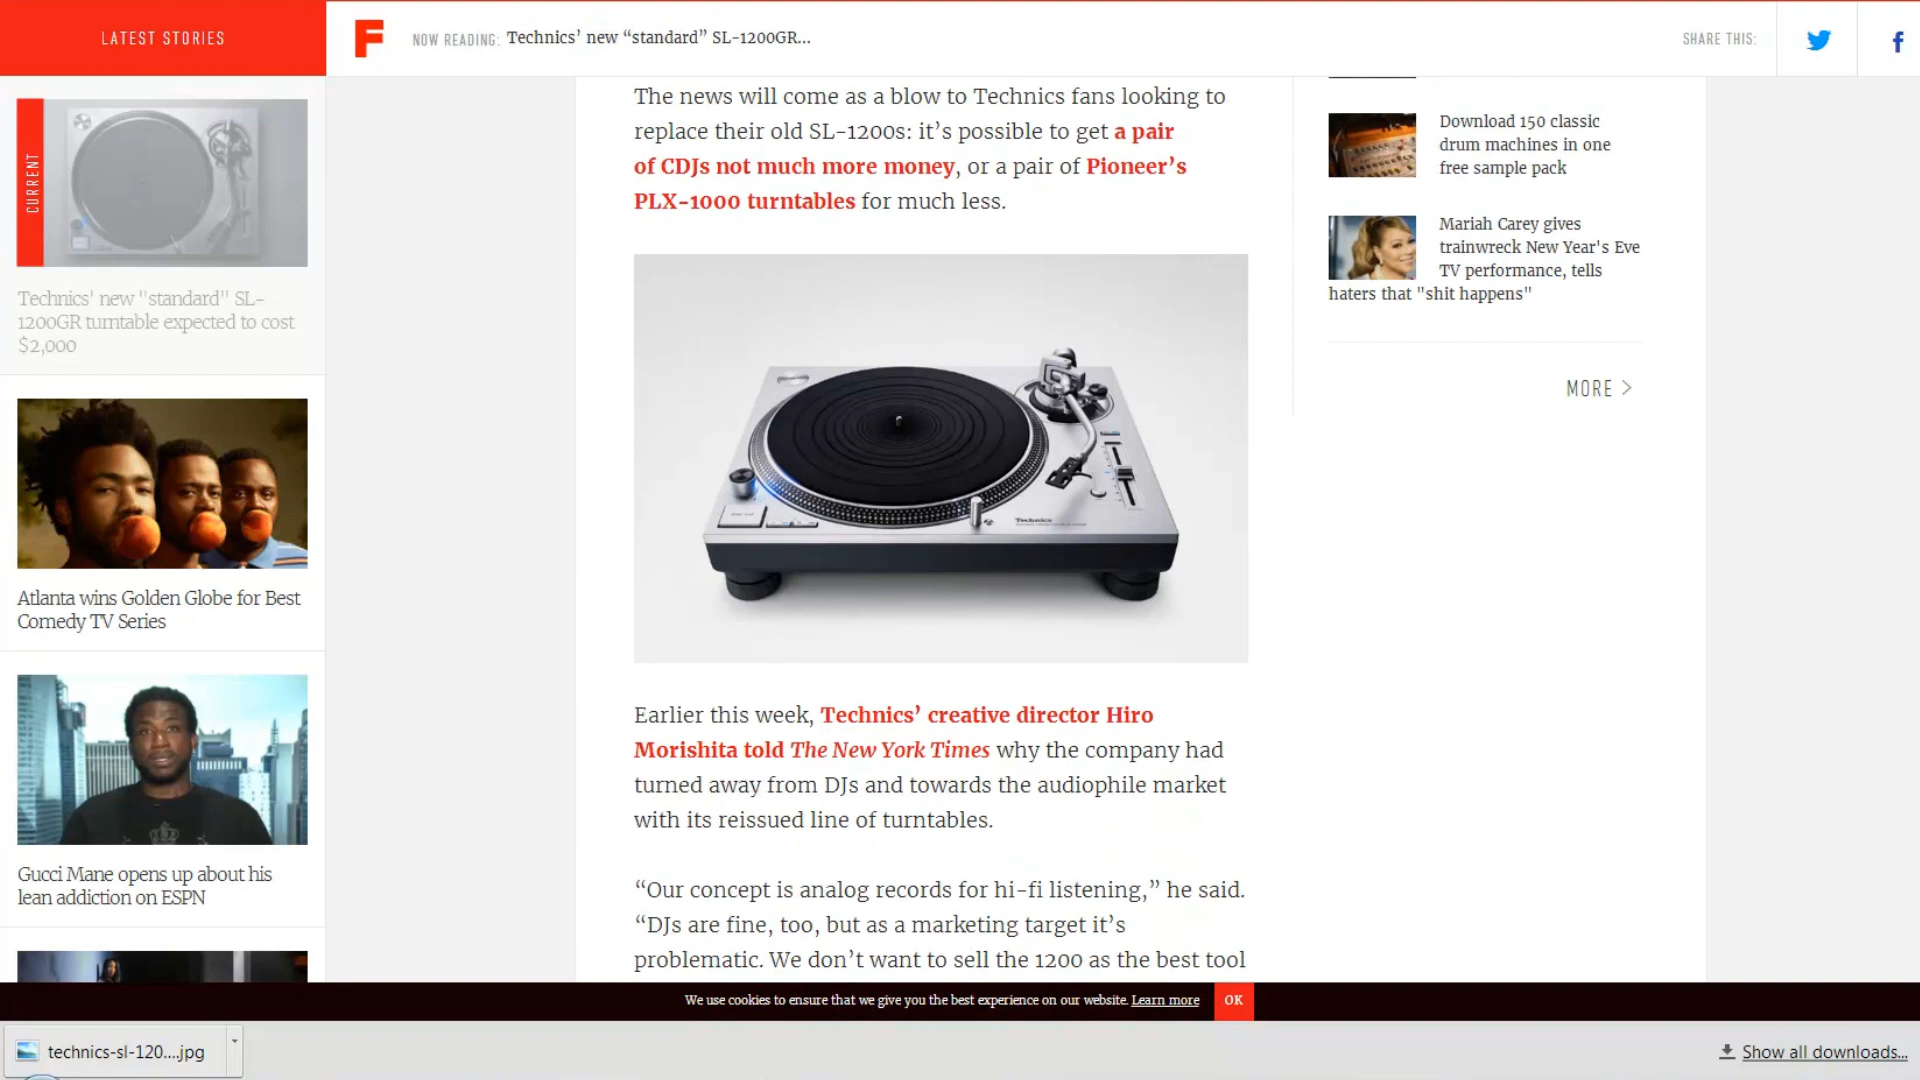 LATEST STORIES
F
NOW READING: Technics’ new “standard” SL-1200GR...
SHARE THIS:
CURRENT
Technics' new "standard" SL-
1200GR turntable expected to cost
$2,000
Atlanta wins Golden Globe for Best
Comedy TV Series
Gucci Mane opens up about his
lean addiction on ESPN
The news will come as a blow to Technics fans looking to
replace their old SL-1200s: it’s possible to get a pair
of CDJs not much more money, or a pair of Pioneer’s
PLX-1000 turntables for much less.
Technics
Earlier this week, Technics’ creative director Hiro
Morishita told The New York Times why the company had
turned away from DJs and towards the audiophile market
with its reissued line of turntables.
“Our concept is analog records for hi-fi listening,” he said.
“DJs are fine, too, but as a marketing target it’s
problematic. We don’t want to sell the 1200 as the best tool
Download 150 classic
drum machines in one
free sample pack
Mariah Carey gives
trainwreck New Year's Eve
TV performance, tells
haters that "shit happens"
MORE >
We use cookies to ensure that we give you the best experience on our website. Learn more
OK
technics-sl-120....jpg
Show all downloads...